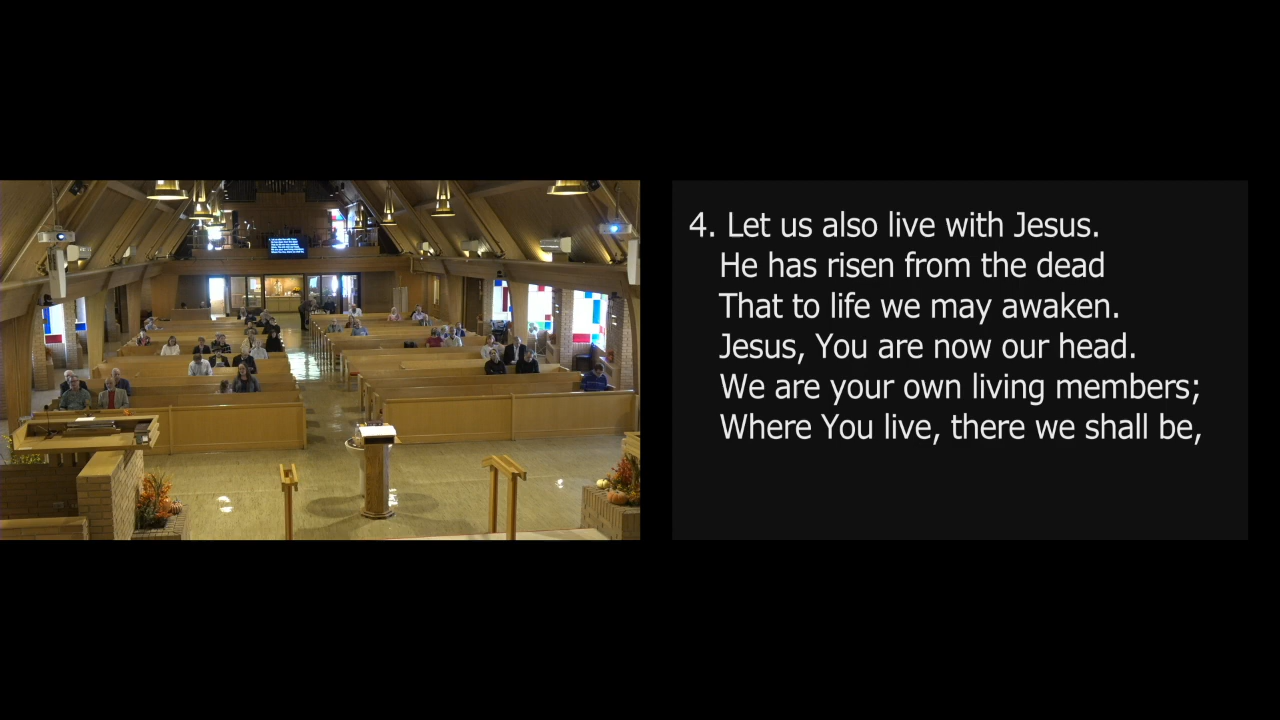 4. Let us also live with Jesus.
He has risen from the dead
That to life we may awaken.
Jesus, You are now our head.
We are your own living members;
Where You live, there we shall be,